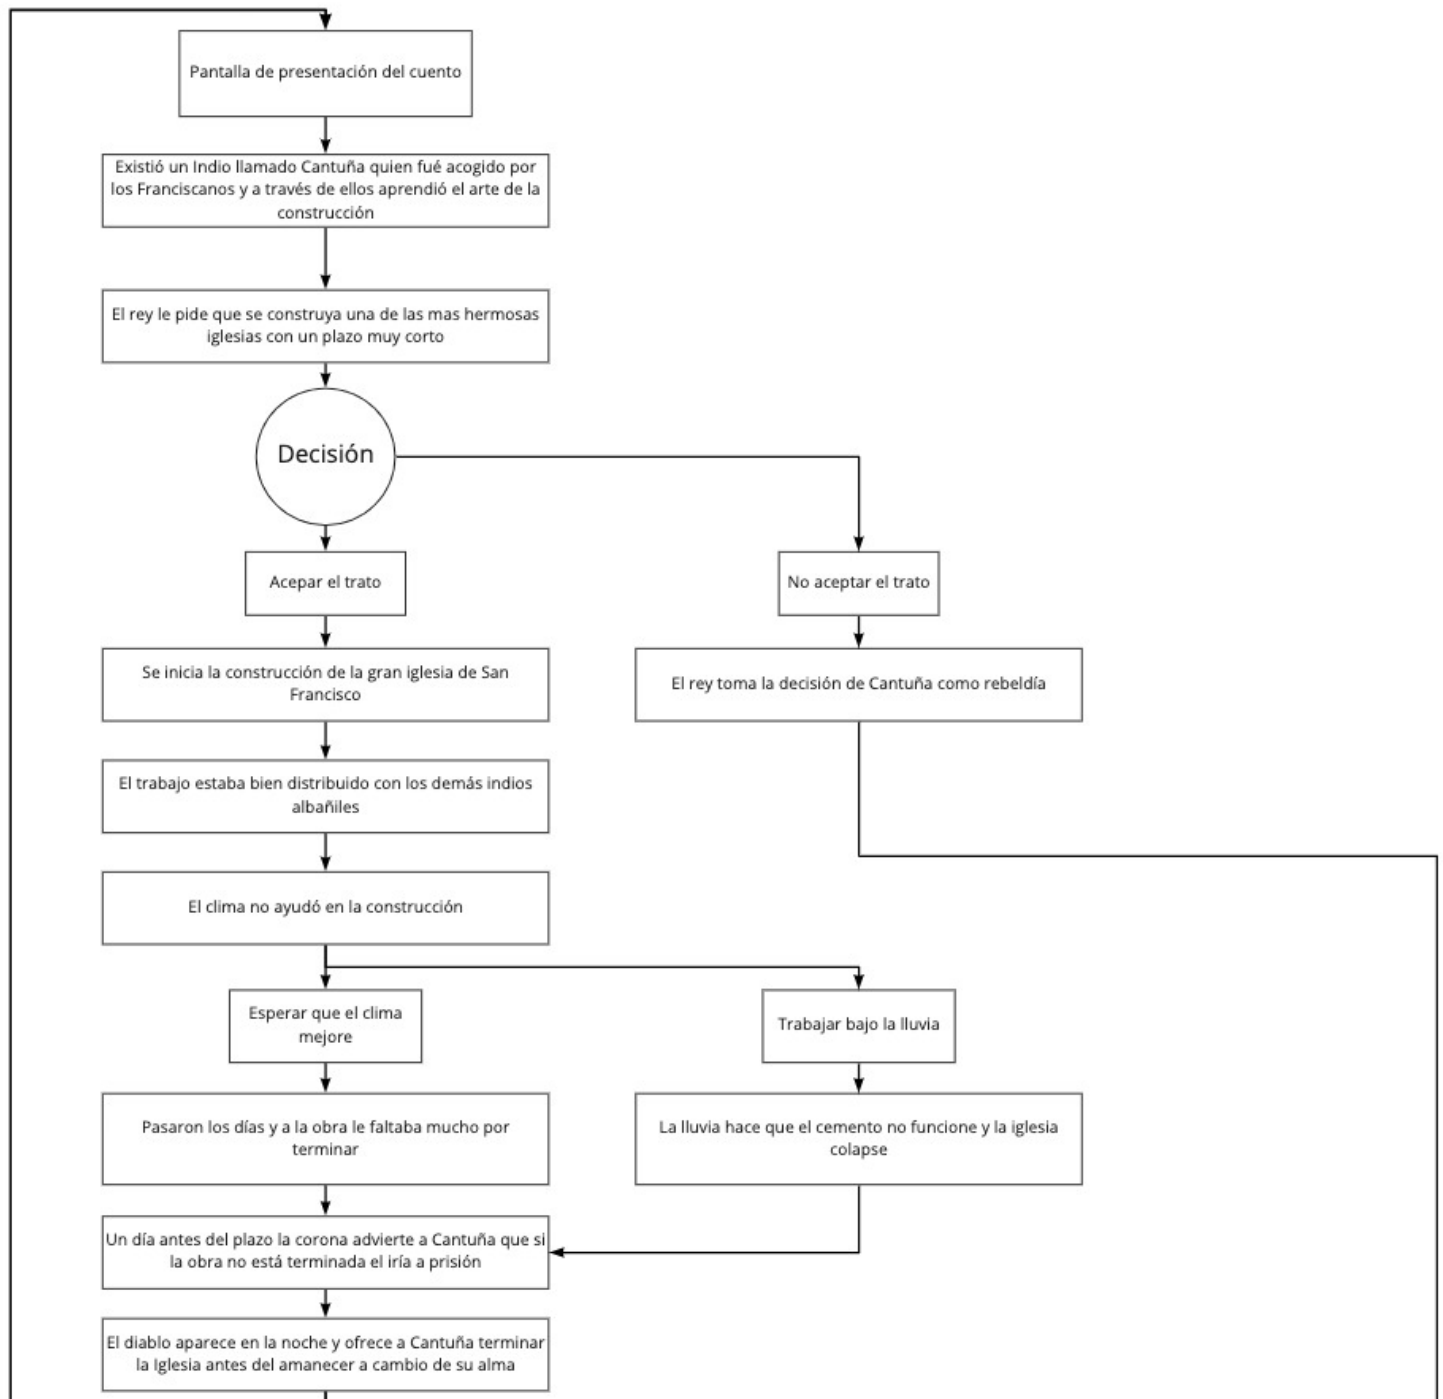 Pantalla de presentación del cuento
Existió un Indio llamado Cantuña quien fué acogido por
los Franciscanos y a través de ellos aprendió el arte de la
construcción
El rey le pide que se construya una de las mas hermosas
iglesias con un plazo muy corto
Decisión
Acepar el trato
No aceptar el trato
Se inicia la construcción de la gran iglesia de San
Francisco
El rey toma la decisión de Cantuña como rebeldía
El trabajo estaba bien distribuido con los demás indios
albañiles
El clima no ayudó en la construcción
Esperar que el clima
mejore
Trabajar bajo la lluvia
Pasaron los días y a la obra le faltaba mucho por
terminar
La lluvia hace que el cemento no funcione y la iglesia
colapse
Un día antes del plazo la corona advierte a Cantuña que si
la obra no está terminada el iría a prisión
El diablo aparece en la noche y ofrece a Cantuña terminar
la Iglesia antes del amanecer a cambio de su alma